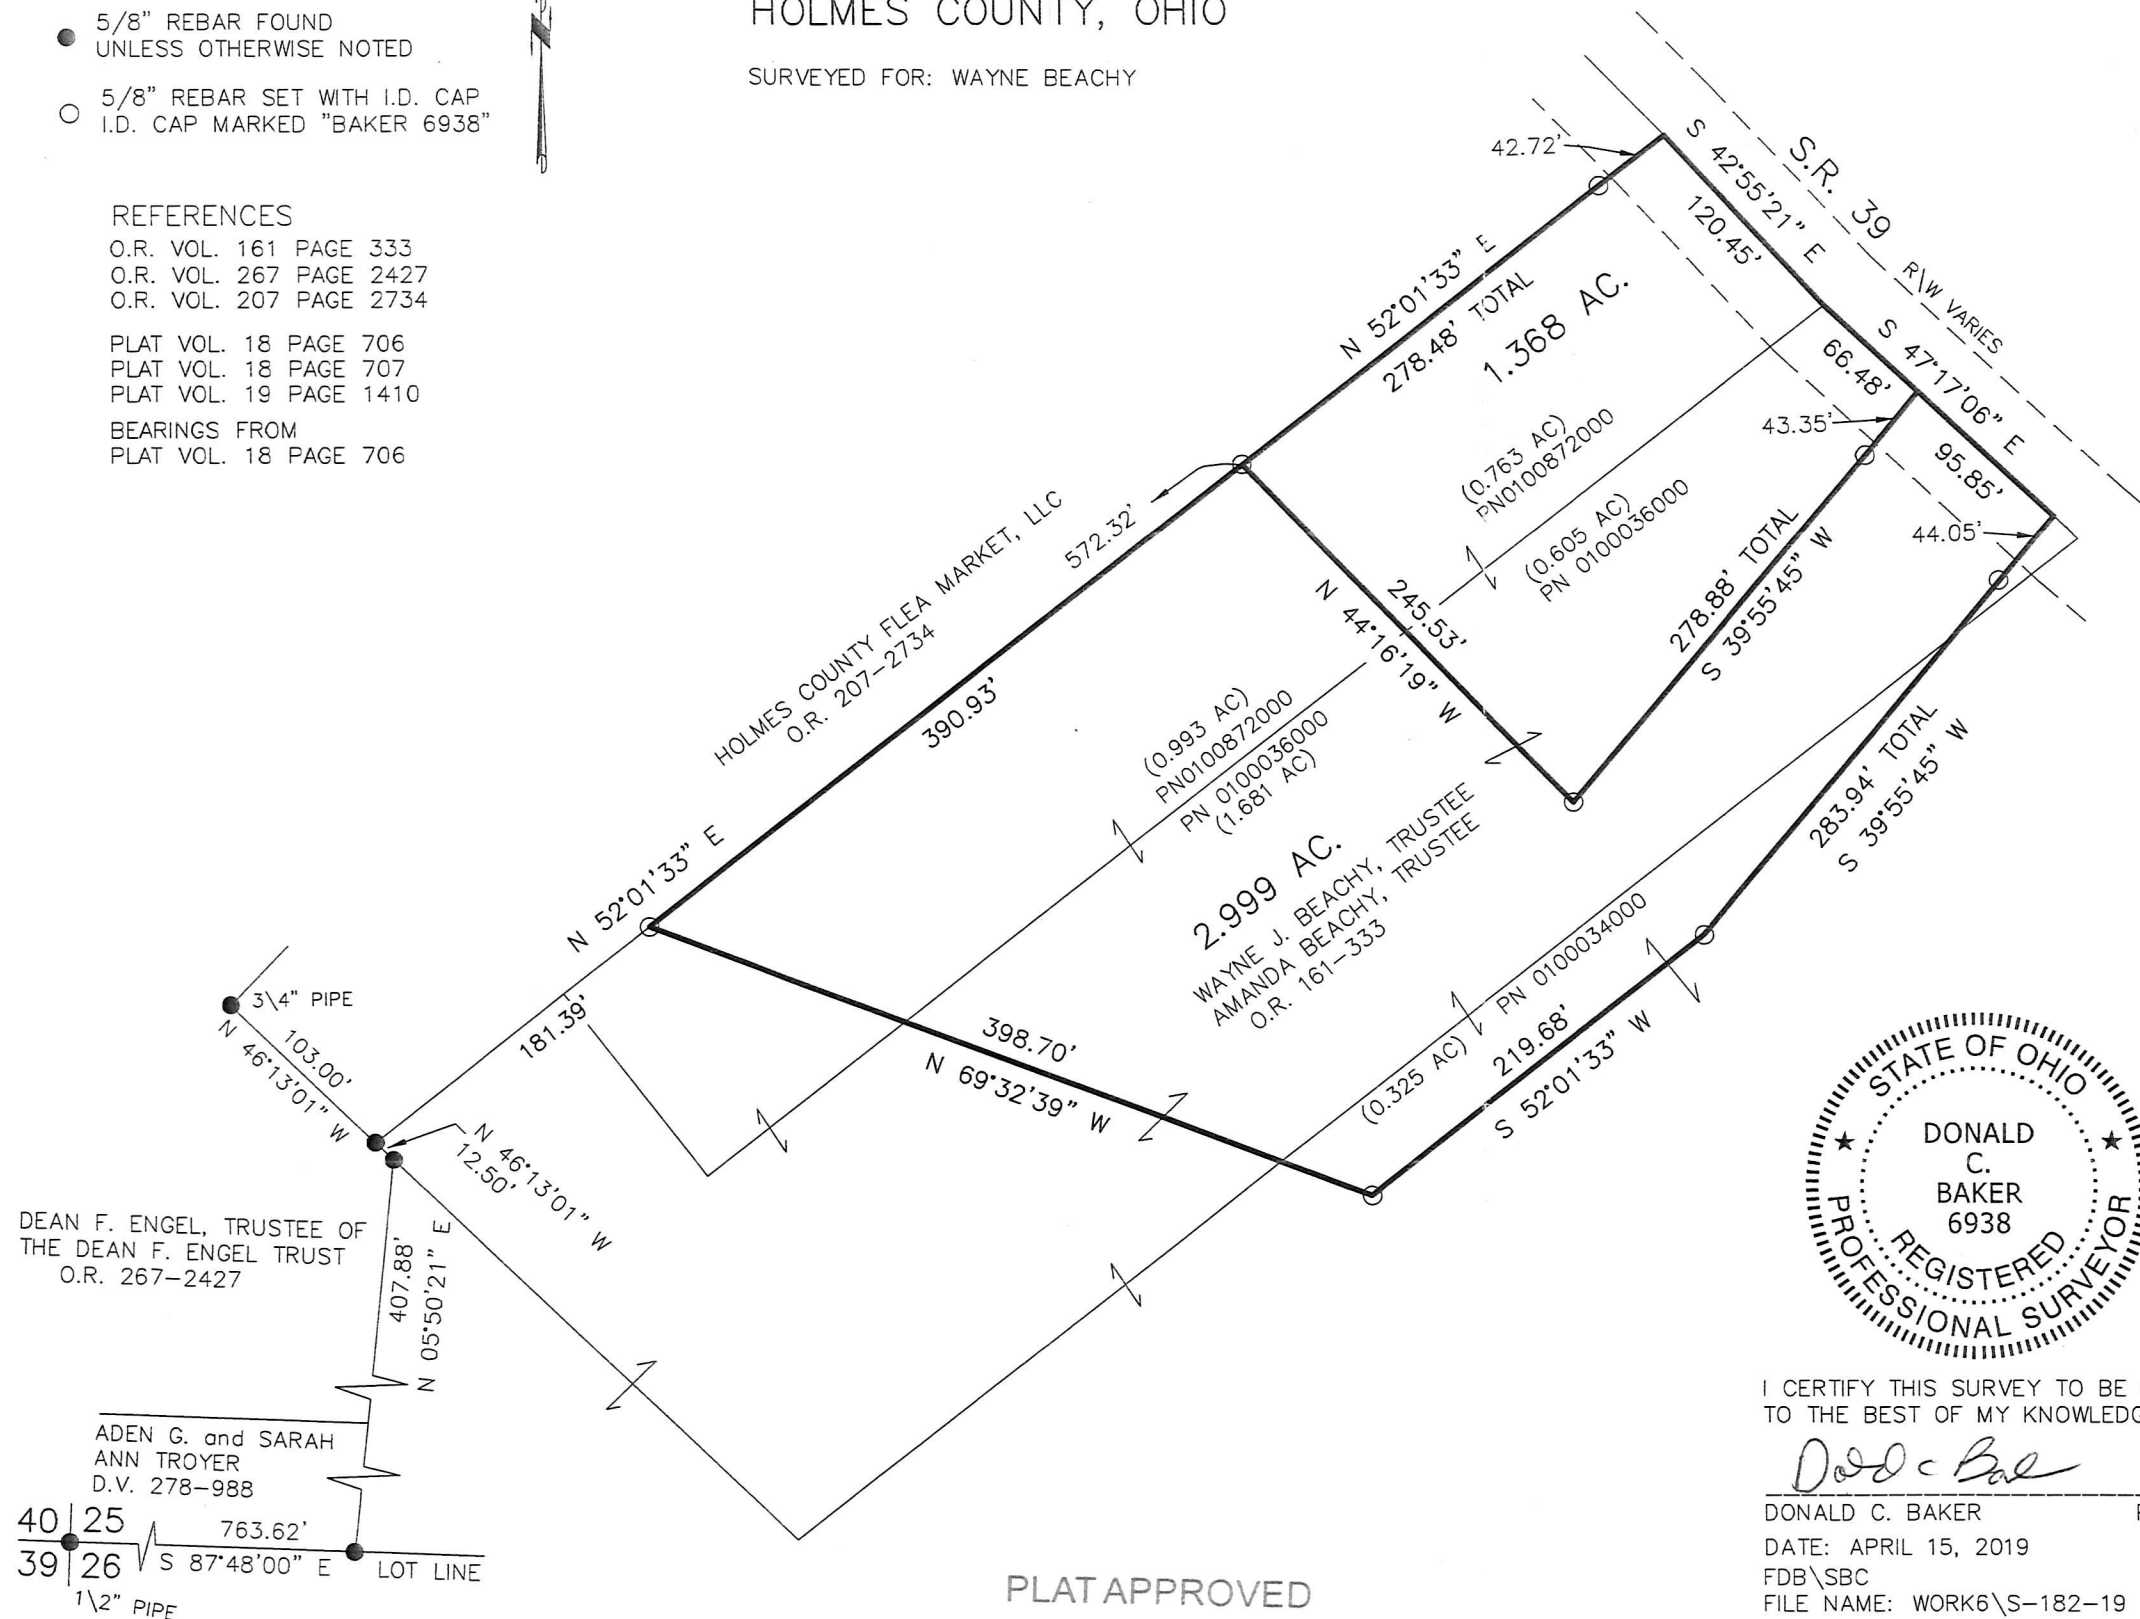 HOLMES COUNTY, OHIO
SURVEYED FOR: WAYNE BEACHY
5/8" REBAR FOUND
UNLESS OTHERWISE NOTED
5/8" REBAR SET WITH I.D. CAP
I.D. CAP MARKED "BAKER 6938"
REFERENCES
O.R. VOL. 161 PAGE 333
O.R. VOL. 267 PAGE 2427
O.R. VOL. 207 PAGE 2734
PLAT VOL. 18 PAGE 706
PLAT VOL. 18 PAGE 707
PLAT VOL. 19 PAGE 1410
BEARINGS FROM
PLAT VOL. 18 PAGE 706
42.72'
S 42°55'21" E
120.45'
S.R. 39
R\W VARIES
N 52°01'33" E
278.48' TOTAL
1.368 AC.
66.48'
S 47°17'06" E
43.35'
95.85'
44.05'
(0.763 AC)
PN0100872000
(0.605 AC)
PN 0100036000
278.88' TOTAL
S 39°55'45" W
245.53'
N 44°16'19" W
HOLMES COUNTY FLEA MARKET, LLC
O.R. 207-2734
572.32'
390.93'
N 52°01'33" E
(0.993 AC)
PN0100872000
PN 0100036000
(1.681 AC)
2.999 AC.
WAYNE J. BEACHY, TRUSTEE
AMANDA BEACHY, TRUSTEE
O.R. 161-333
283.94' TOTAL
S 39°55'45" W
PN 0100034000
(0.325 AC)
219.68'
S 52°01'33" W
398.70'
N 69°32'39" W
181.39'
3\4" PIPE
103.00'
N 46°13'01" W
N 46°13'01" W
12.50'
DEAN F. ENGEL, TRUSTEE OF
THE DEAN F. ENGEL TRUST
O.R. 267-2427
407.88'
N 05°50'21" E
ADEN G. and SARAH
ANN TROYER
D.V. 278-988
40 25
39 26
763.62'
S 87°48'00" E
LOT LINE
1\2" PIPE
STATE OF OHIO
DONALD
C.
BAKER
6938
REGISTERED
PROFESSIONAL SURVEYOR
I CERTIFY THIS SURVEY TO BE
TO THE BEST OF MY KNOWLEDG
DONALD C. BAKER
DATE: APRIL 15, 2019
FDB\SBC
FILE NAME: WORK6\S-182-19
PLAT APPROVED